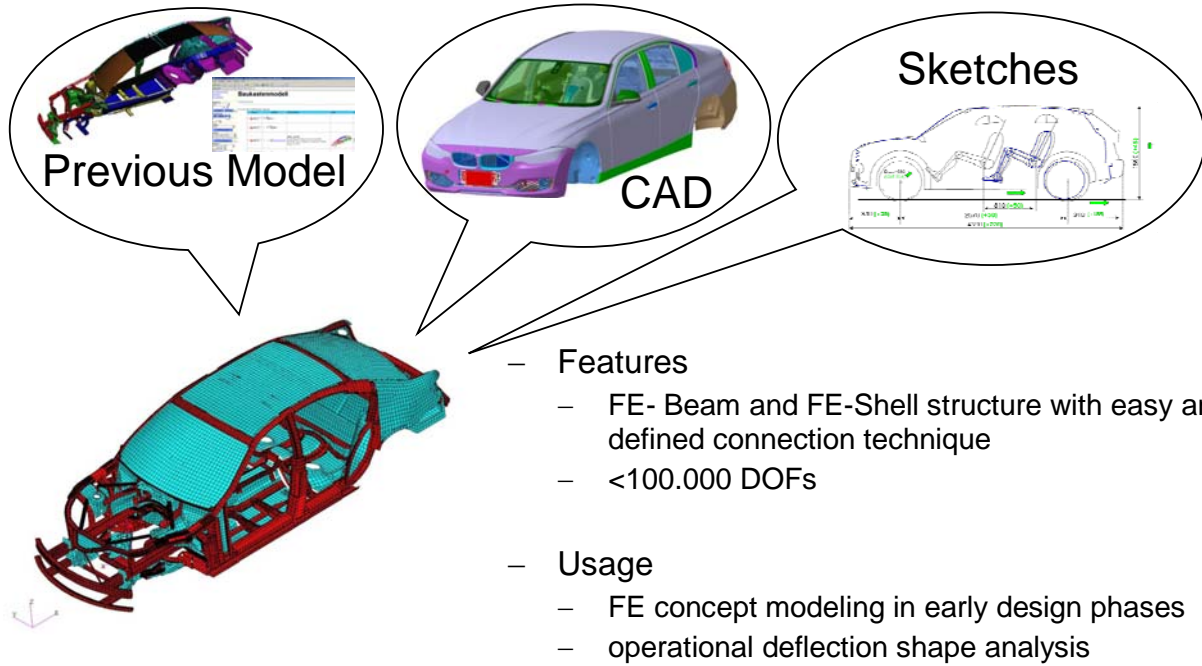 Sketches
Baukastenmodell
Previous Model
CAD
– Features
– FE- Beam and FE-Shell structure with easy an
defined connection technique
– <100.000 DOFs
– Usage
– FE concept modeling in early design phases
– operational deflection shape analysis